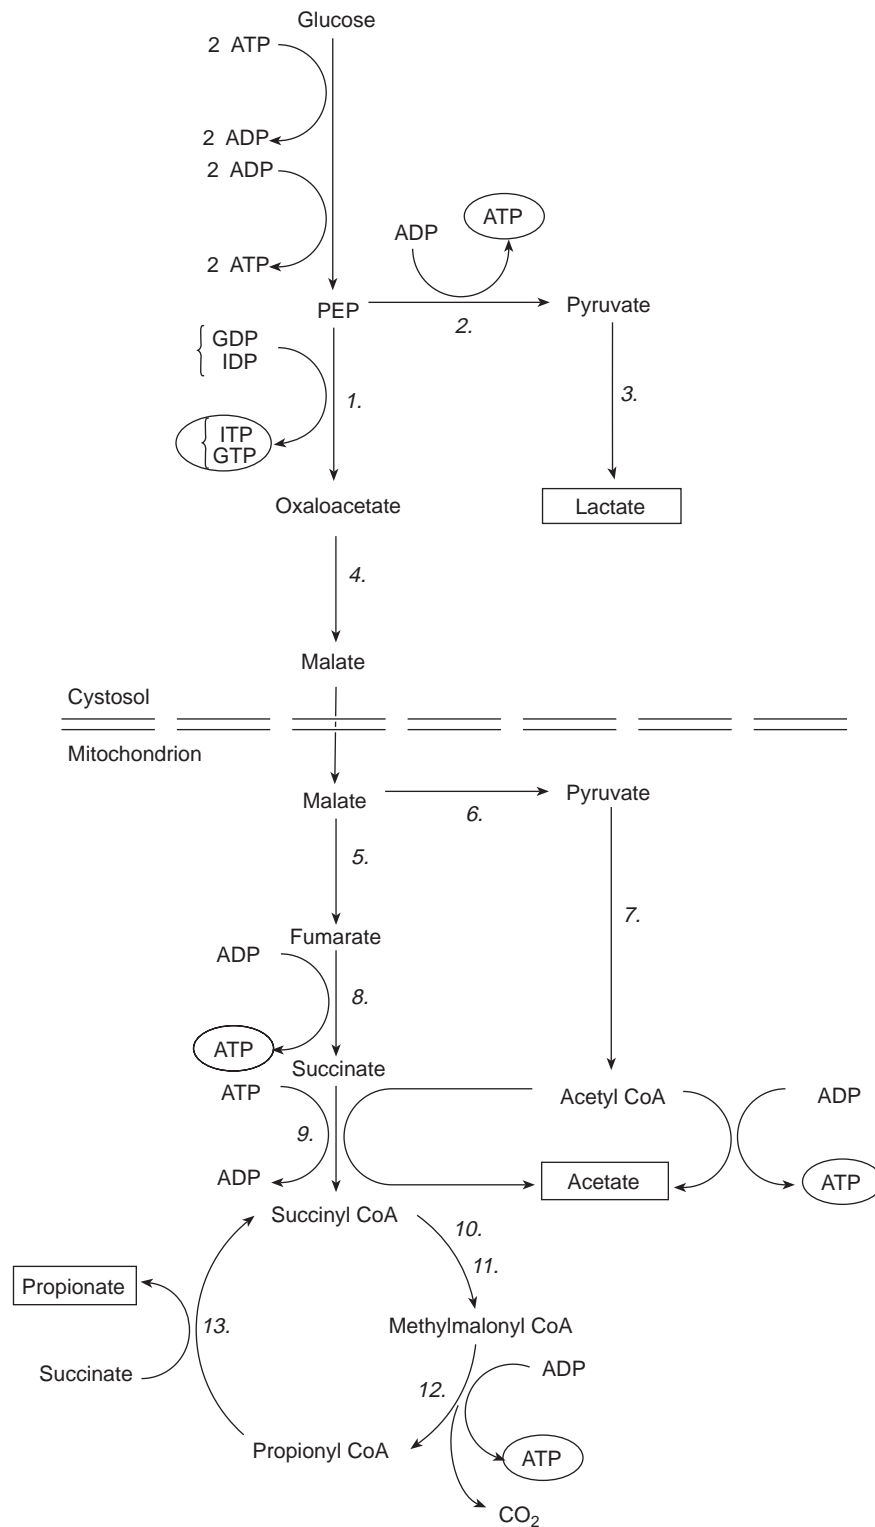 Glucose
2 ATP
2 ADP
2 ADP
2 ATP
ADP
ATP
PEP
2.
Pyruvate
GDP
IDP
1.
3.
ITP
GTP
Oxaloacetate
Lactate
4.
Malate
Cystosol
Mitochondrion
Malate
6.
Pyruvate
5.
7.
Fumarate
ADP
8.
ATP
Succinate
ATP
Acetyl CoA
ADP
9.
ADP
Acetate
ATP
Succinyl CoA
10.
11.
Propionate
13.
Methylmalonyl CoA
Succinate
12.
ADP
Propionyl CoA
ATP
CO₂